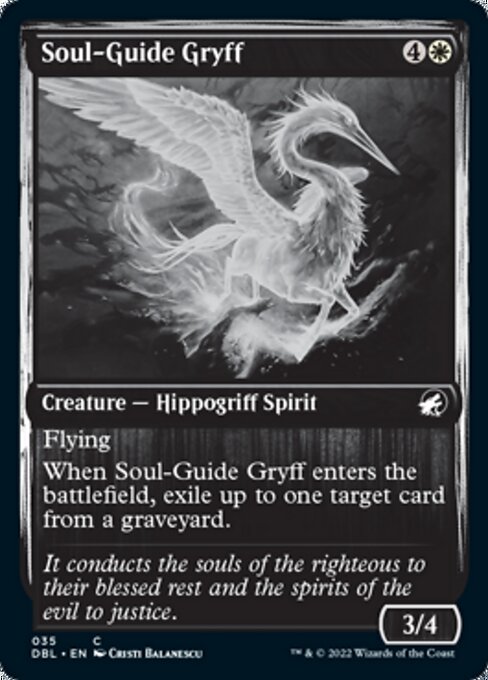 Soul-Guide Gryff 4
Creature — Hippogriff Spirit
Flying
When Soul-Guide Gryff enters the
battlefield, exile up to one target card
from a graveyard.
It conducts the souls of the righteous to
their blessed rest and the spirits of the
evil to justice.
3/4
035 C
DBL • EN Cristi Balanescu ™ & © 2022 Wizards of the Coast